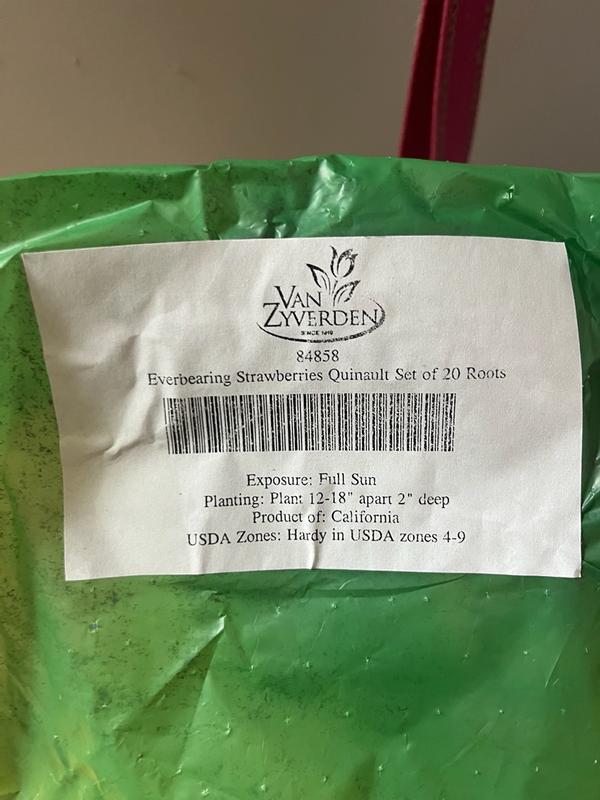 VAN
ZYVERDEN
SINCE 1919
84858
Everbearing Strawberries Quinault Set of 20 Roots
Exposure: Full Sun
Planting: Plant 12-18" apart 2" deep
Product of: California
USDA Zones: Hardy in USDA zones 4-9